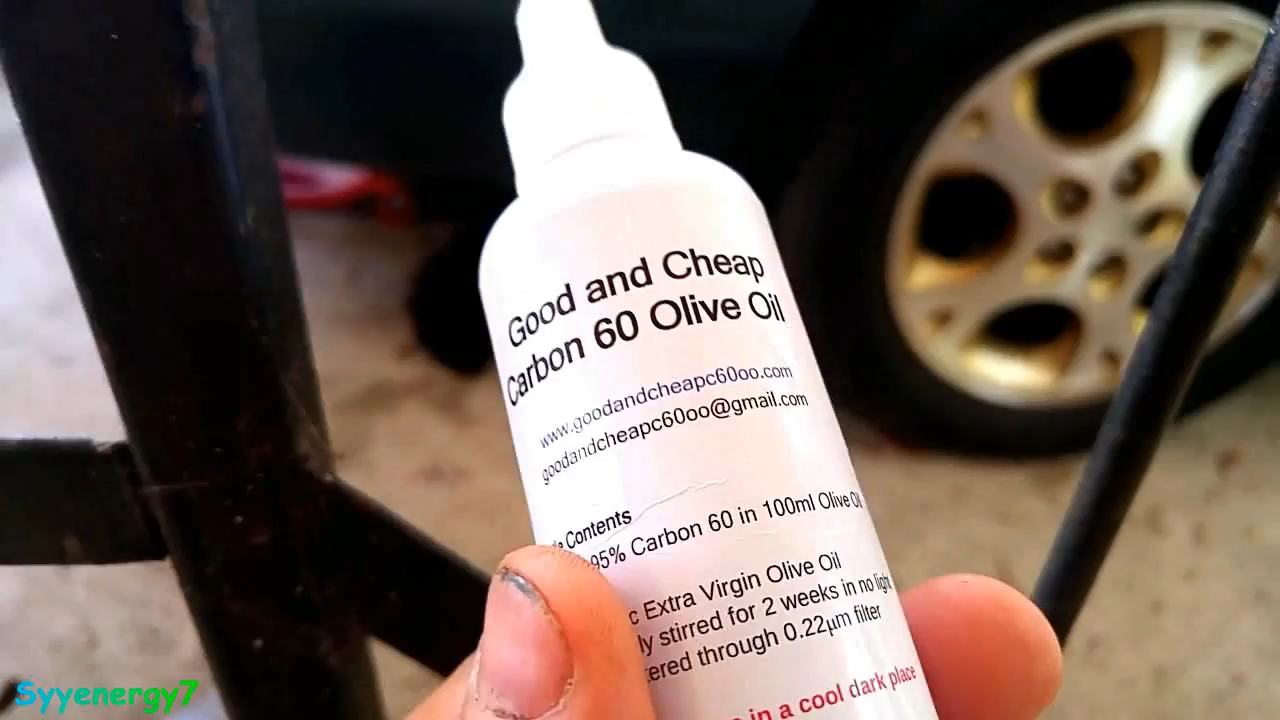 Good and Cheap
Carbon 60 Olive Oil
www.goodandcheapc60oo.com
goodandcheapc60oo@gmail.com
Contents
95% Carbon 60 in 100ml Olive Oil
Extra Virgin Olive Oil
stirred for 2 weeks in no light
through 0.22µm filter
in a cool dark place
Syyenergy7